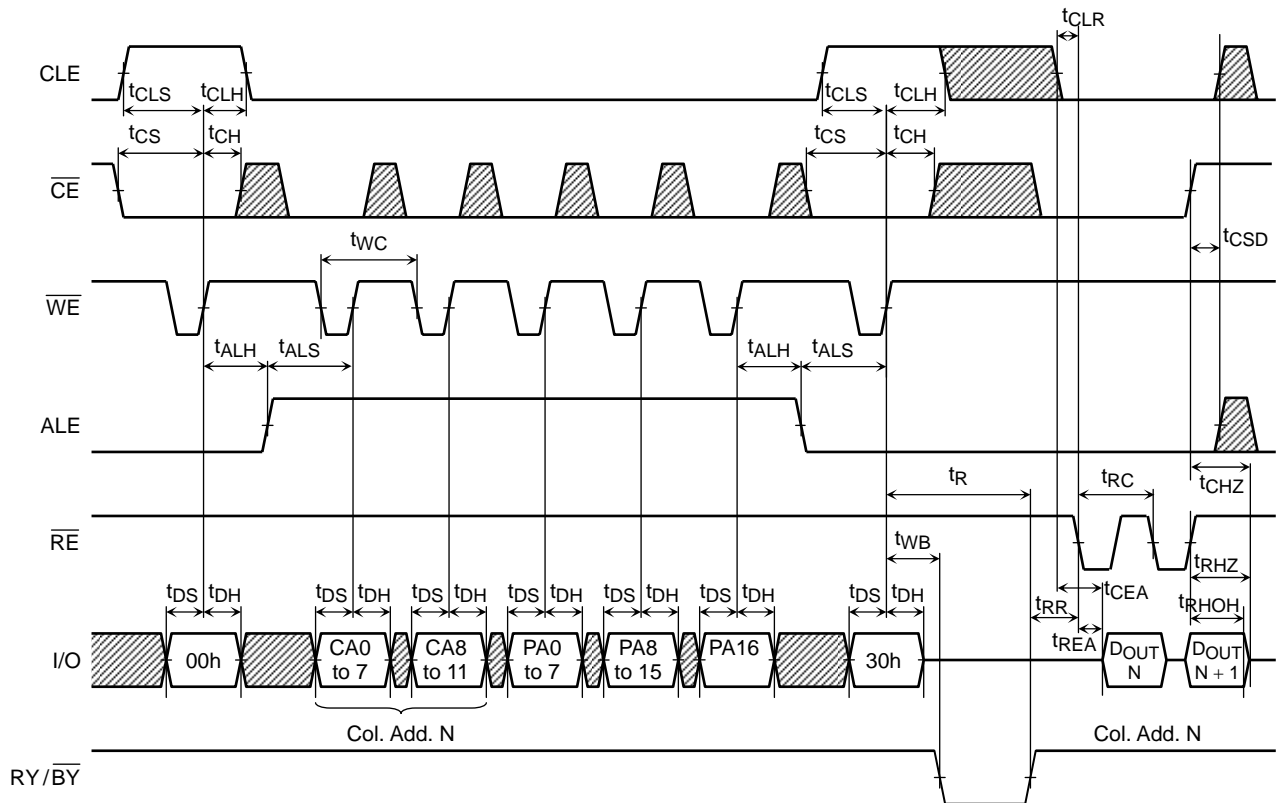 tCLR
CLE
tCLS tCLH tCLS tCLH
tCS tCH tCS tCH
CE
tWC tCSD
WE
tALH tALS tALH tALS
ALE
tR tRC tCHZ
RE
tWB tRHZ
tDS tDH tDS tDH tDS tDH tDS tDH tDS tDH tDS tDH tDS tDH tCEA
tRR tRHOH
tREA
I/O 00h CA0 to 7 CA8 to 11 PA0 to 7 PA8 to 15 PA16 30h DOUT N DOUT N + 1
Col. Add. N Col. Add. N
RY/BY